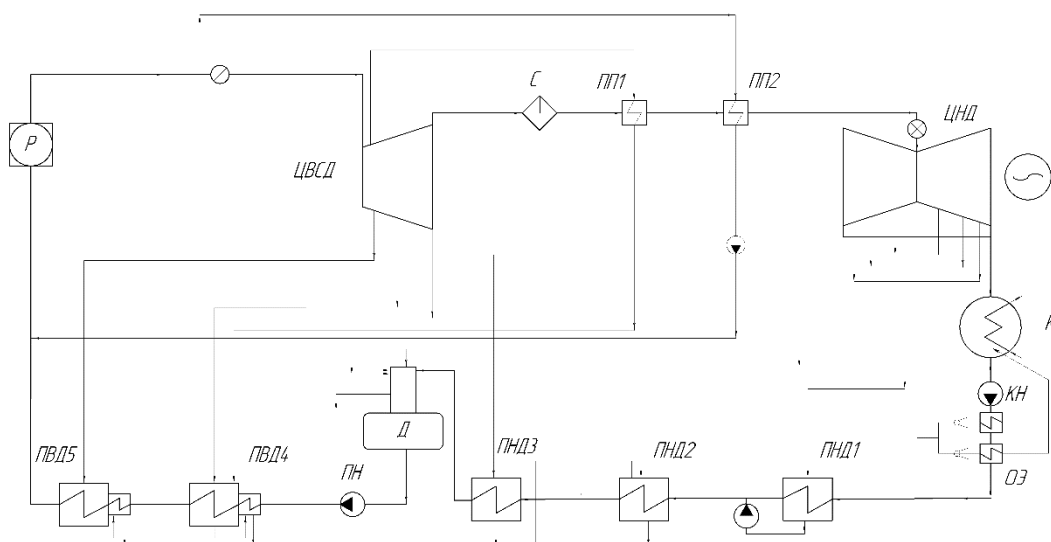 С
ПП1
ПП2
ЦНД
Р
ЦВСД
К
КН
Д
ПНД3
ПНД2
ПНД1
ПВД5
ПВД4
ПН
ОЭ